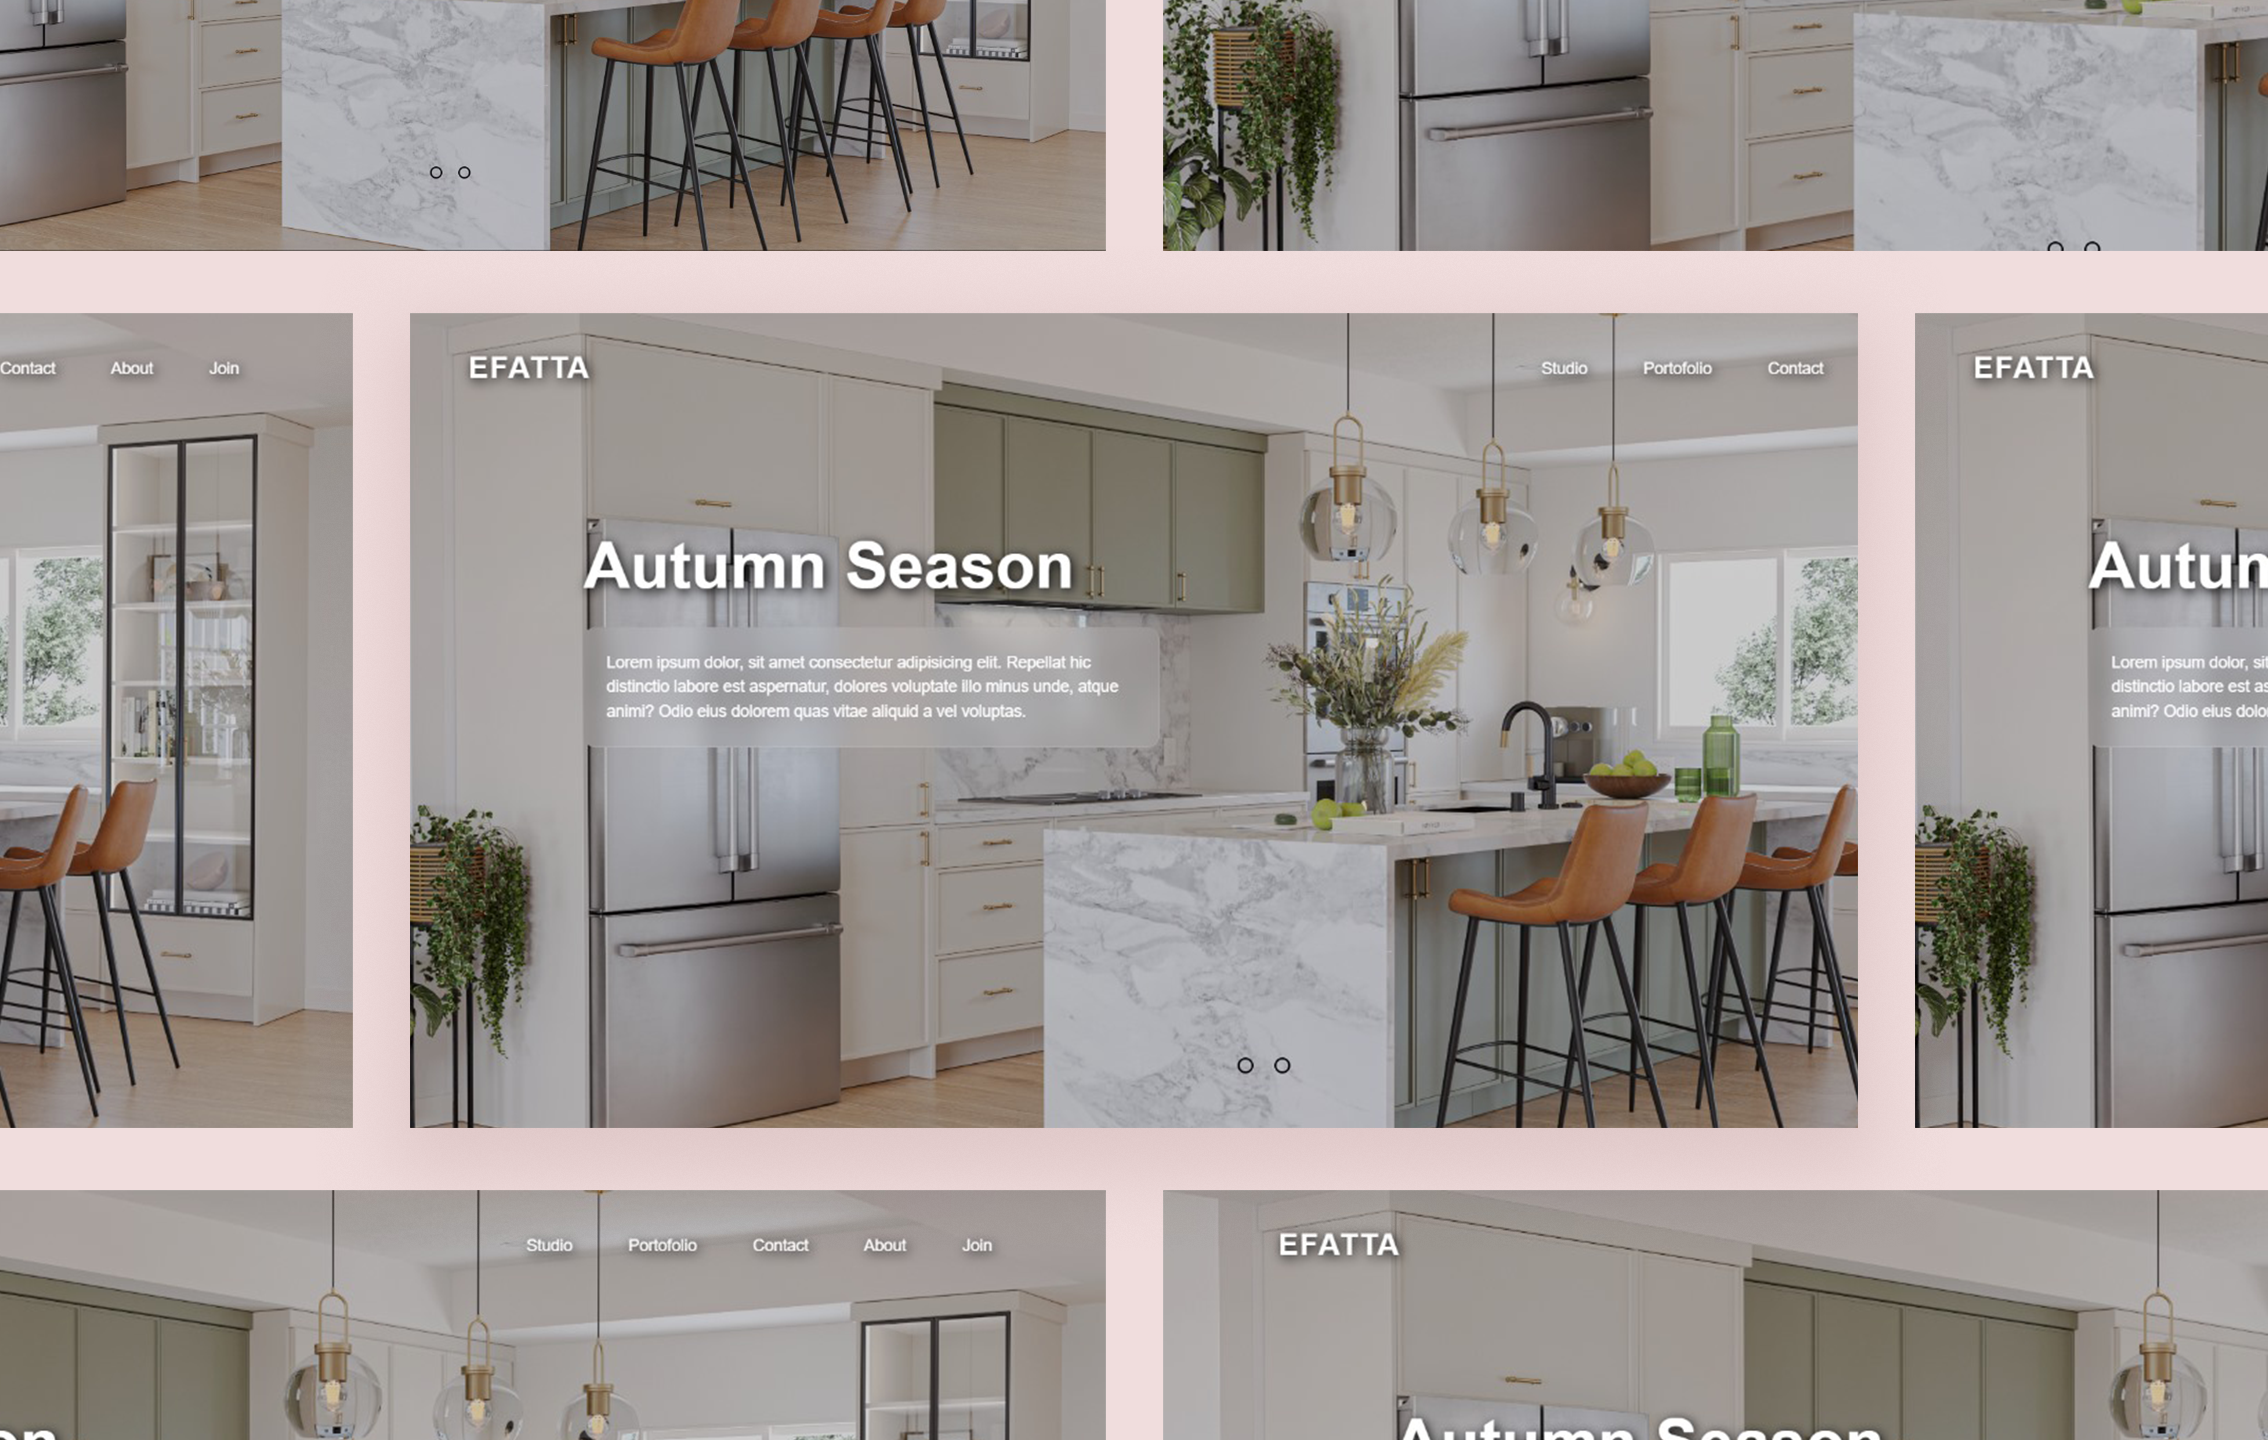 Contact About Join
EFATTA
Studio Portofolio Contact
Autumn Season
Lorem ipsum dolor, sit amet consectetur adipisicing elit. Repellat hic
distinctio labore est aspernatur, dolores voluptate illo minus unde, atque
animi? Odio eius dolorem quas vitae aliquid a vel voluptas.
EFATTA
Autum
Lorem ipsum dolor, sit
distinctio labore est as
animi? Odio eius dolo
Studio Portofolio Contact About Join
on
EFATTA
Autumn Season